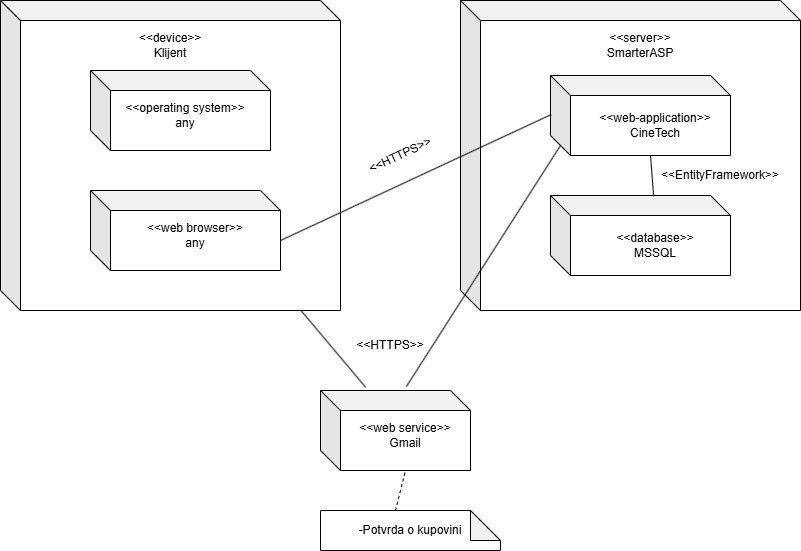 <<device>>
Klijent
<<operating system>>
any
<<web browser>>
any
<<HTTPS>>
<<server>>
SmarterASP
<<web-application>>
CineTech
<<EntityFramework>>
<<database>>
MSSQL
<<HTTPS>>
<<web service>>
Gmail
-Potvrda o kupovini